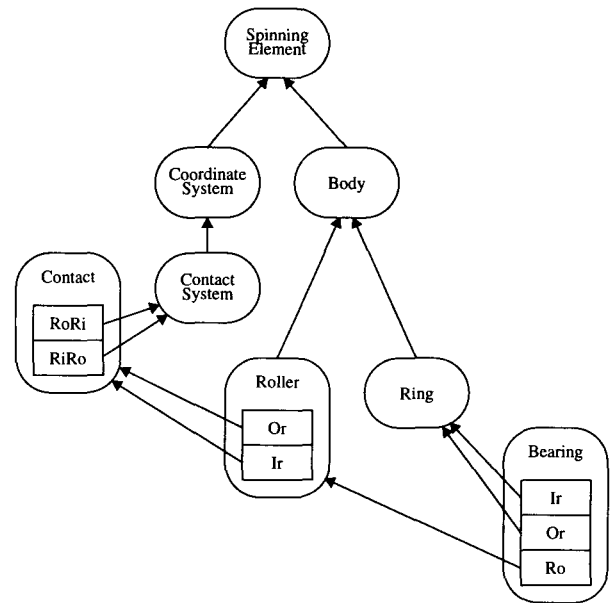 Spinning
Element
Coordinate
System
Body
Contact
Contact
System
RoRi
RiRo
Roller
Ring
Or
Ir
Bearing
Ir
Or
Ro